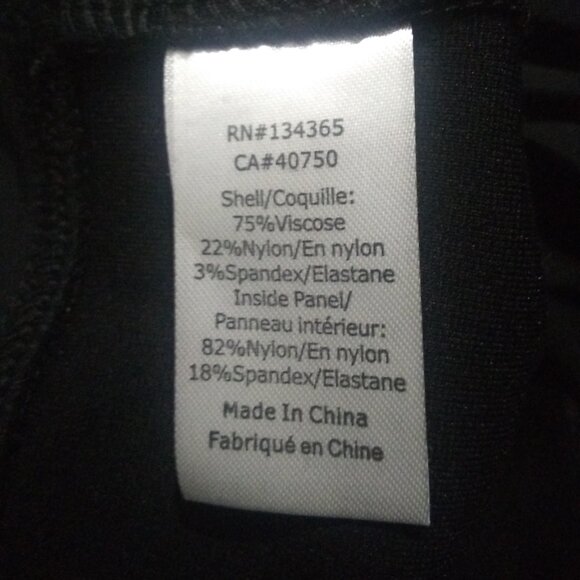 RN#134365
CA#40750
Shell/Coquille:
75%Viscose
22%Nylon/En nylon
3%Spandex/Elastane
Inside Panel/
Panneau intérieur:
82%Nylon/En nylon
18%Spandex/Elastane
Made In China
Fabriqué en Chine